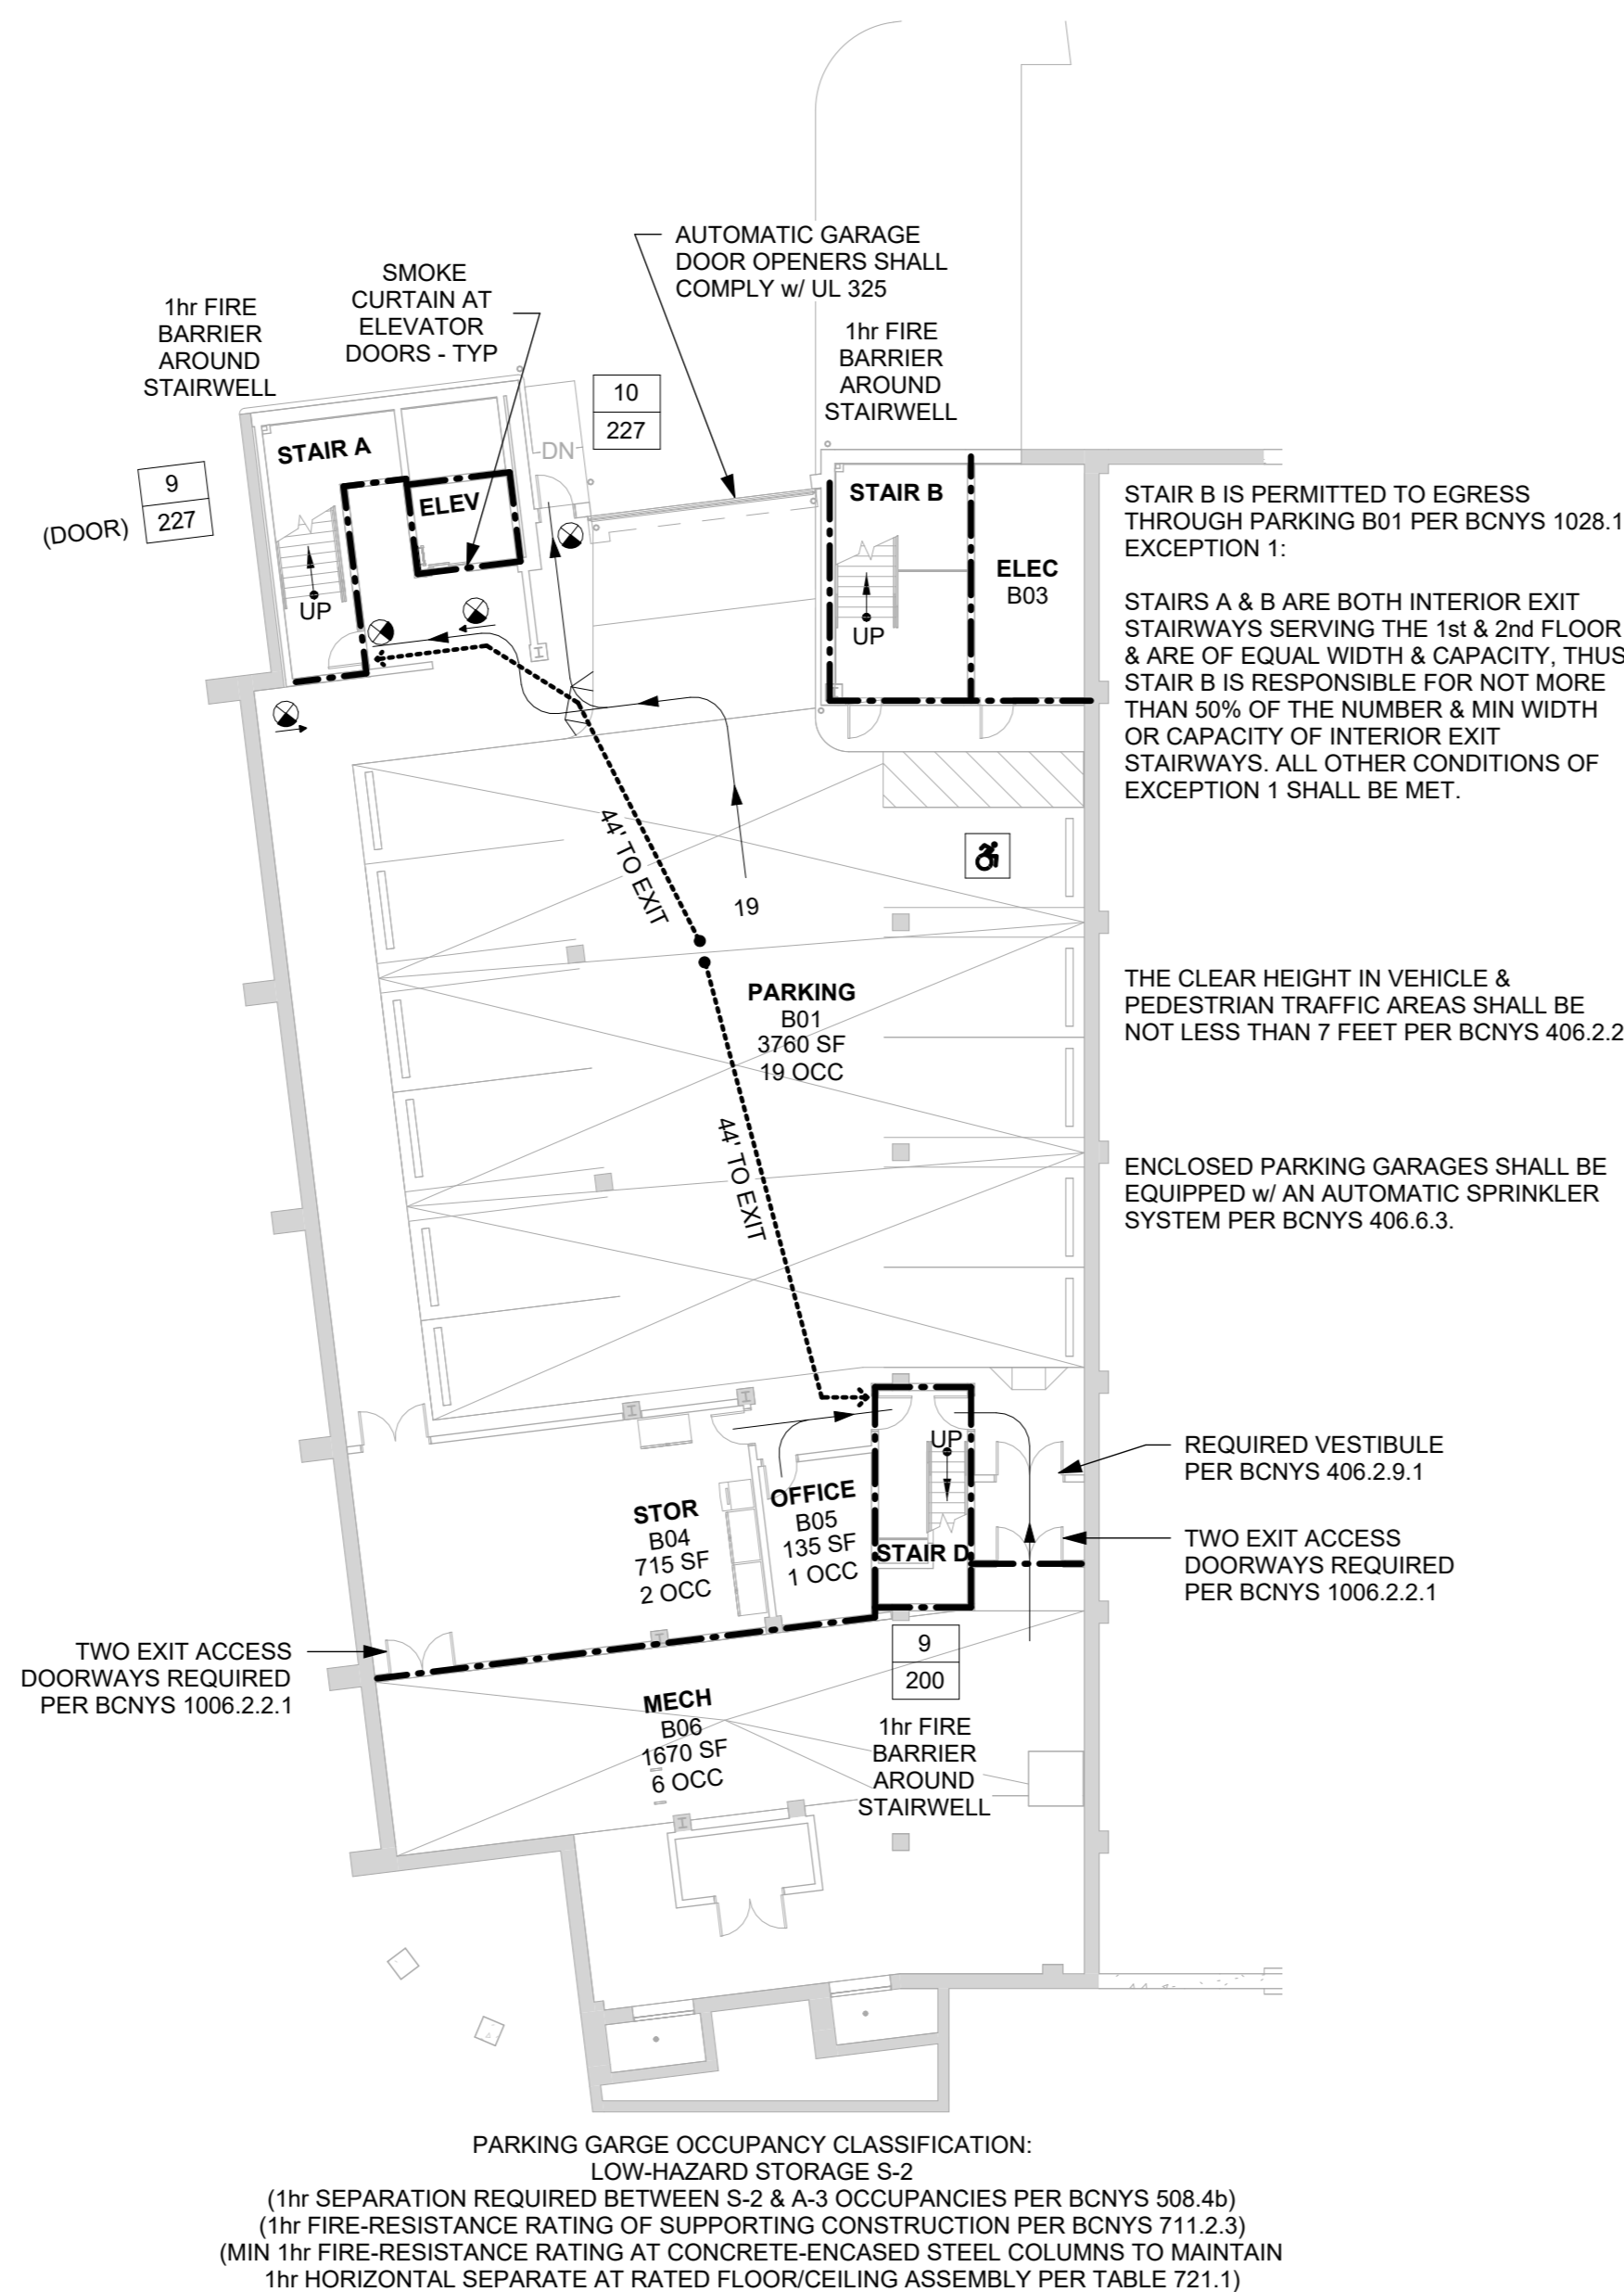 AUTOMATIC GARAGE
DOOR OPENERS SHALL
COMPLY w/ UL 325
SMOKE
CURTAIN AT
ELEVATOR
DOORS - TYP
1hr FIRE
BARRIER
AROUND
STAIRWELL
1hr FIRE
BARRIER
AROUND
STAIRWELL
10
227
DN
STAIR A
9
227
(DOOR)
ELEV
UP
STAIR B
UP
ELEC
B03
STAIR B IS PERMITTED TO EGRESS
THROUGH PARKING B01 PER BCNYS 1028.1
EXCEPTION 1:
STAIRS A & B ARE BOTH INTERIOR EXIT
STAIRWAYS SERVING THE 1st & 2nd FLOOR
& ARE OF EQUAL WIDTH & CAPACITY, THUS
STAIR B IS RESPONSIBLE FOR NOT MORE
THAN 50% OF THE NUMBER & MIN WIDTH
OR CAPACITY OF INTERIOR EXIT
STAIRWAYS. ALL OTHER CONDITIONS OF
EXCEPTION 1 SHALL BE MET.
44' TO EXIT
19
PARKING
B01
3760 SF
19 OCC
THE CLEAR HEIGHT IN VEHICLE &
PEDESTRIAN TRAFFIC AREAS SHALL BE
NOT LESS THAN 7 FEET PER BCNYS 406.2.2
44' TO EXIT
ENCLOSED PARKING GARAGES SHALL BE
EQUIPPED w/ AN AUTOMATIC SPRINKLER
SYSTEM PER BCNYS 406.6.3.
UP
REQUIRED VESTIBULE
PER BCNYS 406.2.9.1
STOR
B04
715 SF
2 OCC
OFFICE
B05
135 SF
1 OCC
STAIR D
TWO EXIT ACCESS
DOORWAYS REQUIRED
PER BCNYS 1006.2.2.1
TWO EXIT ACCESS
DOORWAYS REQUIRED
PER BCNYS 1006.2.2.1
9
200
MECH
B06
1670 SF
6 OCC
1hr FIRE
BARRIER
AROUND
STAIRWELL
PARKING GARGE OCCUPANCY CLASSIFICATION:
LOW-HAZARD STORAGE S-2
(1hr SEPARATION REQUIRED BETWEEN S-2 & A-3 OCCUPANCIES PER BCNYS 508.4b)
(1hr FIRE-RESISTANCE RATING OF SUPPORTING CONSTRUCTION PER BCNYS 711.2.3)
(MIN 1hr FIRE-RESISTANCE RATING AT CONCRETE-ENCASED STEEL COLUMNS TO MAINTAIN
1hr HORIZONTAL SEPARATE AT RATED FLOOR/CEILING ASSEMBLY PER TABLE 721.1)